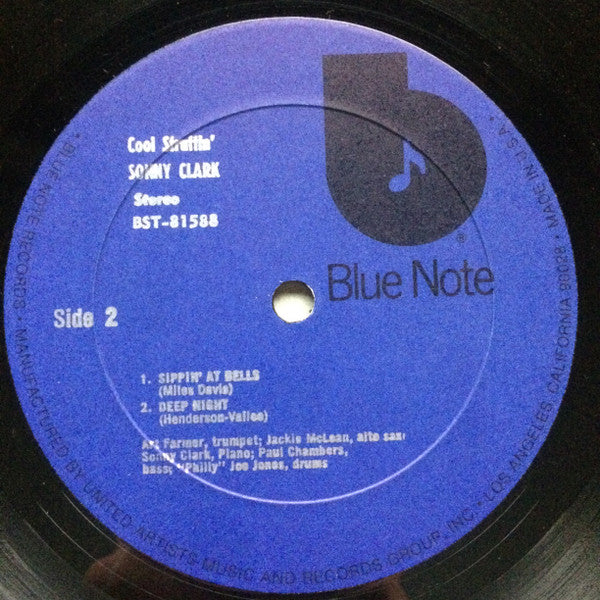 Cool Struttin'
SONNY CLARK
Stereo
BST-81588
b
®
Blue Note
Side 2
1. SIPPIN' AT BELLS
(Miles Davis)
2. DEEP NIGHT
(Henderson-Vallee)
Art Farmer, trumpet; Jackie McLean, alto sax;
Sonny Clark, Piano; Paul Chambers,
bass; "Philly" Joe Jones, drums
• BLUE NOTE RECORDS • MANUFACTURED BY UNITED ARTISTS MUSIC AND RECORDS GROUP, INC. • LOS ANGELES, CALIFORNIA 90028 • MADE IN U.S.A. •